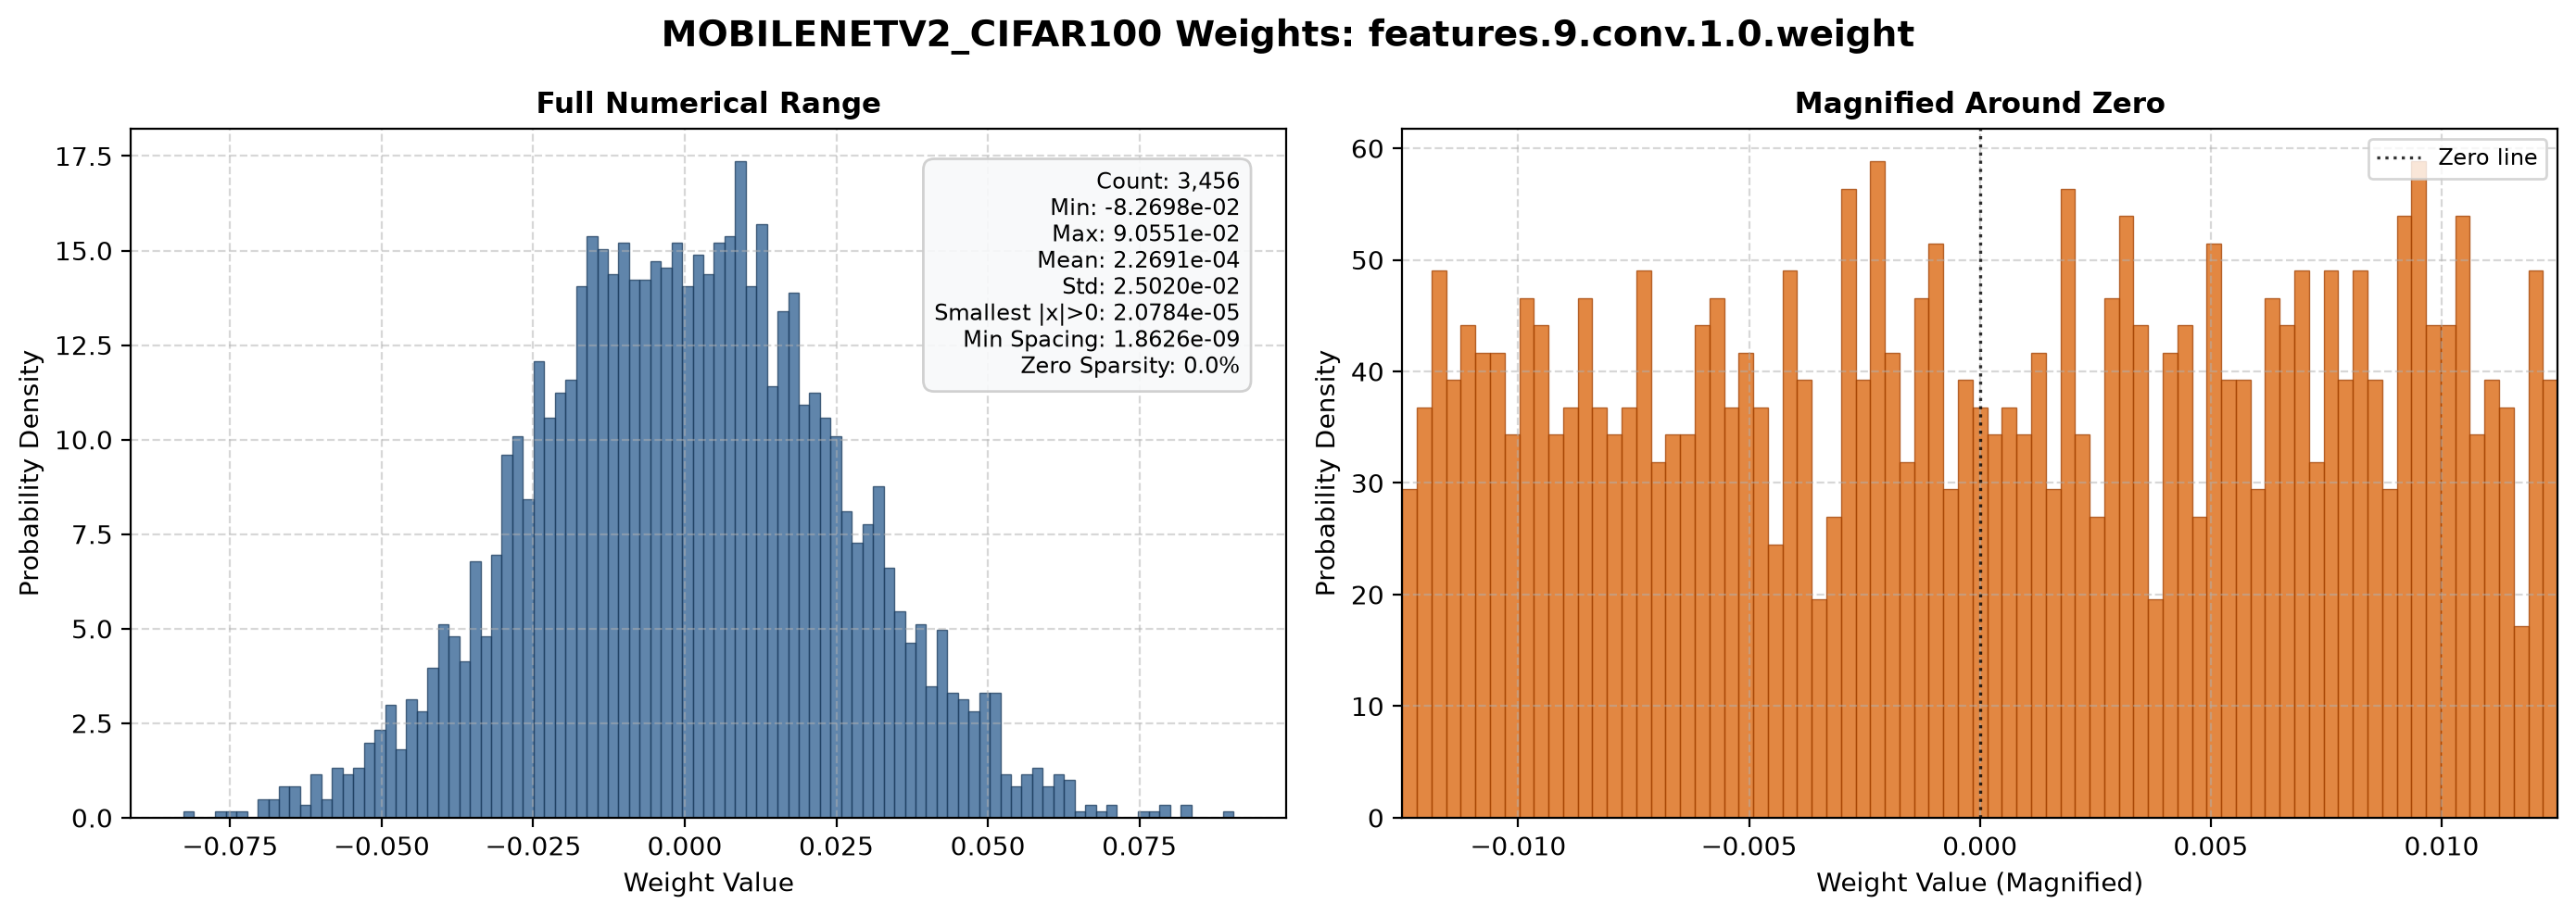 MOBILENETV2_CIFAR100 Weights: features.9.conv.1.0.weight
Full Numerical Range
Probability Density
17.5
15.0
12.5
10.0
7.5
5.0
2.5
0.0
Count: 3,456
Min: -8.2698e-02
Max: 9.0551e-02
Mean: 2.2691e-04
Std: 2.5020e-02
Smallest |x|>0: 2.0784e-05
Min Spacing: 1.8626e-09
Zero Sparsity: 0.0%
−0.075 −0.050 −0.025 0.000 0.025 0.050 0.075
Weight Value
Magnified Around Zero
Probability Density
60
50
40
30
20
10
0
Zero line
−0.010 −0.005 0.000 0.005 0.010
Weight Value (Magnified)